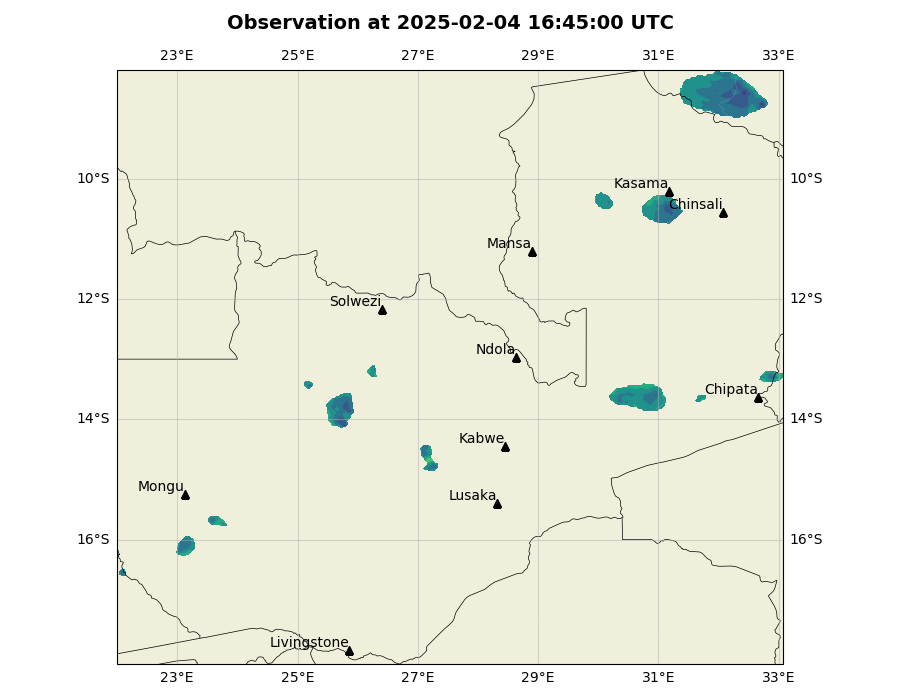 Observation at 2025-02-04 16:45:00 UTC
23°E 25°E 27°E 29°E 31°E 33°E
10°S 10°S
Kasama
Chinsali
Mansa
12°S 12°S
Solwezi
Ndola
Chipata
14°S 14°S
Kabwe
Mongu
Lusaka
16°S 16°S
Livingstone
23°E 25°E 27°E 29°E 31°E 33°E